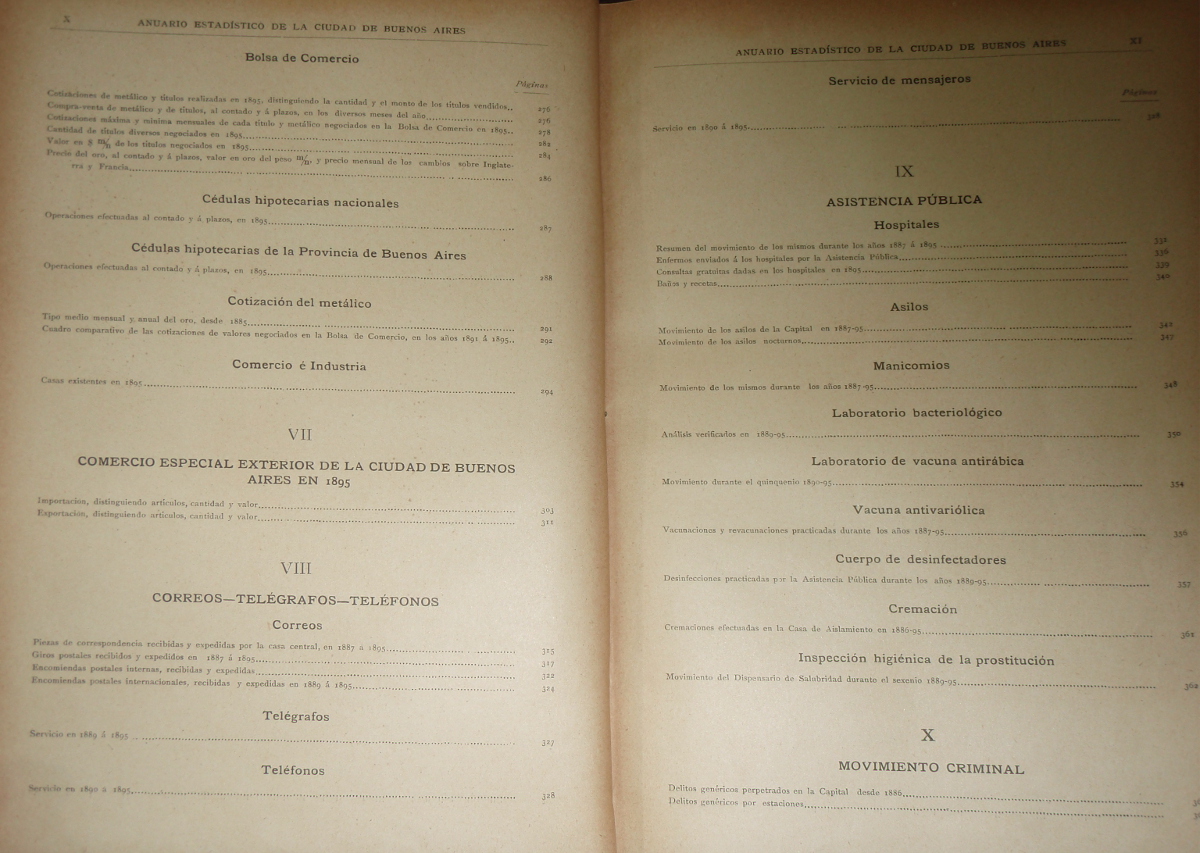 X
ANUARIO ESTADÍSTICO DE LA CIUDAD DE BUENOS AIRES
Bolsa de Comercio
Páginas
Cotizaciones de metálico y titulos realizadas en 1895, distinguiendo la cantidad y el monto de los titulos vendidos.. 276
Compra-venta de metálico y de titulos, al contado y á plazos, en los diversos meses del año 276
Cotizaciones máxima y minima mensuales de cada titulo y metálico negociados en la Bolsa de Comercio en 1895.. 278
Cantidad de titulos diversos negociados en 1895 282
Valor en $ m/n de los titulos negociados en 1895 284
Precio del oro, al contado y á plazos, valor en oro del peso m/n, y precio mensual de los cambios sobre Inglate-
rra y Francia 286
Cédulas hipotecarias nacionales
Operaciones efectuadas al contado y á plazos, en 1895 287
Cédulas hipotecarias de la Provincia de Buenos Aires
Operaciones efectuadas al contado y á plazos, en 1895 288
Cotización del metálico
Tipo medio mensual y anual del oro, desde 1885 291
Cuadro comparativo de las cotizaciones de valores negociados en la Bolsa de Comercio, en los años 1891 á 1895.. 292
Comercio é Industria
Casas existentes en 1895 294
VII
COMERCIO ESPECIAL EXTERIOR DE LA CIUDAD DE BUENOS
AIRES EN 1895
Importación, distinguiendo articulos, cantidad y valor 303
Exportación, distinguiendo articulos, cantidad y valor 311
VIII
CORREOS—TELÉGRAFOS—TELÉFONOS
Correos
Piezas de correspondencia recibidas y expedidas por la casa central, en 1887 á 1895 315
Giros postales recibidos y expedidos en 1887 á 1895 317
Encomiendas postales internas, recibidas y expedidas 322
Encomiendas postales internacionales, recibidas y expedidas en 1889 á 1895 324
Telégrafos
Servicio en 1889 á 1895 327
Teléfonos
Servicio en 1890 á 1895 328
ANUARIO ESTADÍSTICO DE LA CIUDAD DE BUENOS AIRES
XI
Servicio de mensajeros
Páginas
Servicio en 1890 á 1895
IX
ASISTENCIA PÚBLICA
Hospitales
Resumen del movimiento de los mismos durante los años 1887 á 1895
Enfermos enviados á los hospitales por la Asistencia Pública 336
Consultas gratuitas dadas en los hospitales en 1895 339
Baños y recetas 340
Asilos
Movimiento de los asilos de la Capital en 1887-95 342
Movimiento de los asilos nocturnos 347
Manicomios
Movimiento de los mismos durante los años 1887-95 348
Laboratorio bacteriológico
Análisis verificados en 1889-95 350
Laboratorio de vacuna antirábica
Movimiento durante el quinquenio 1890-95 354
Vacuna antivariólica
Vacunaciones y revacunaciones practicadas durante los años 1887-95 356
Cuerpo de desinfectadores
Desinfecciones practicadas por la Asistencia Pública durante los años 1889-95 357
Cremación
Cremaciones efectuadas en la Casa de Aislamiento en 1886-95 361
Inspección higiénica de la prostitución
Movimiento del Dispensario de Salubridad durante el sexenio 1889-95 362
X
MOVIMIENTO CRIMINAL
Delitos genéricos perpetrados en la Capital desde 1886
Delitos genéricos por estaciones